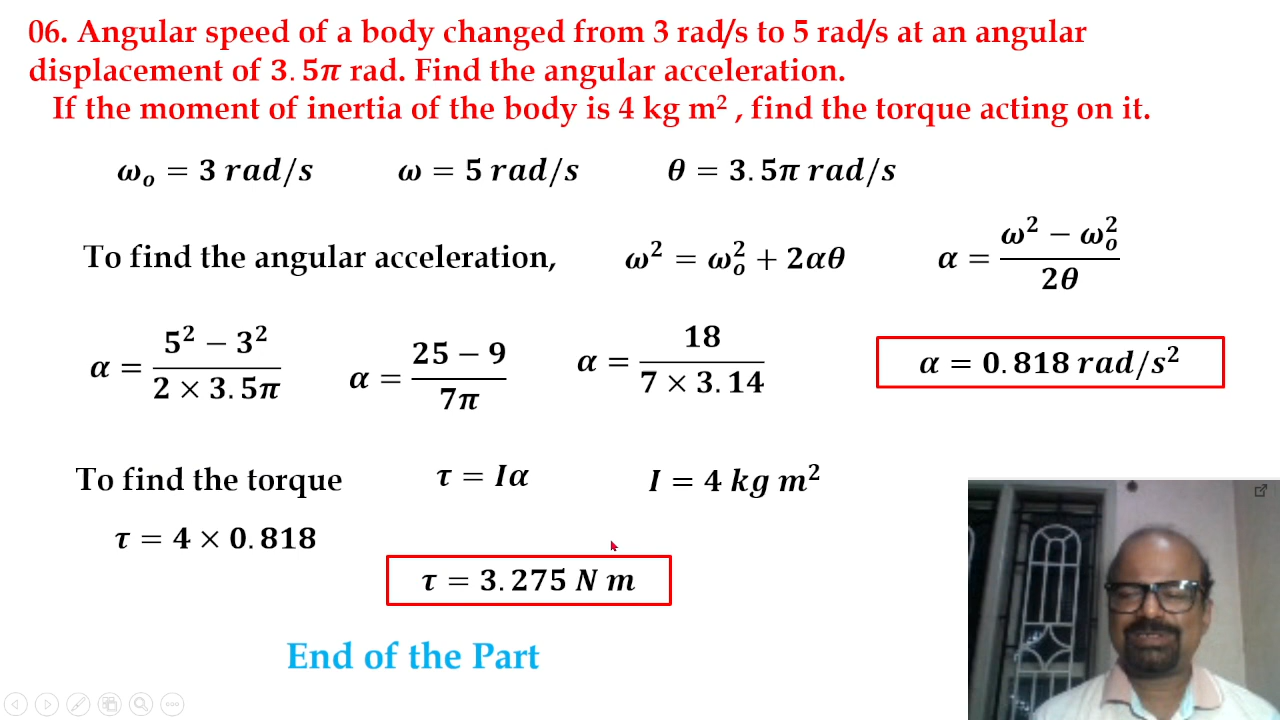 06. Angular speed of a body changed from 3 rad/s to 5 rad/s at an angular
displacement of 3.5π rad. Find the angular acceleration.
If the moment of inertia of the body is 4 kg m², find the torque acting on it.
ωₒ = 3 rad/s ω = 5 rad/s θ = 3.5π rad/s
To find the angular acceleration, ω² = ωₒ² + 2αθ α = (ω² − ωₒ²)/(2θ)
α = (5² − 3²)/(2 × 3.5π) α = (25 − 9)/(7π) α = 18/(7 × 3.14) α = 0.818 rad/s²
To find the torque τ = Iα I = 4 kg m²
τ = 4 × 0.818
τ = 3.275 N m
End of the Part